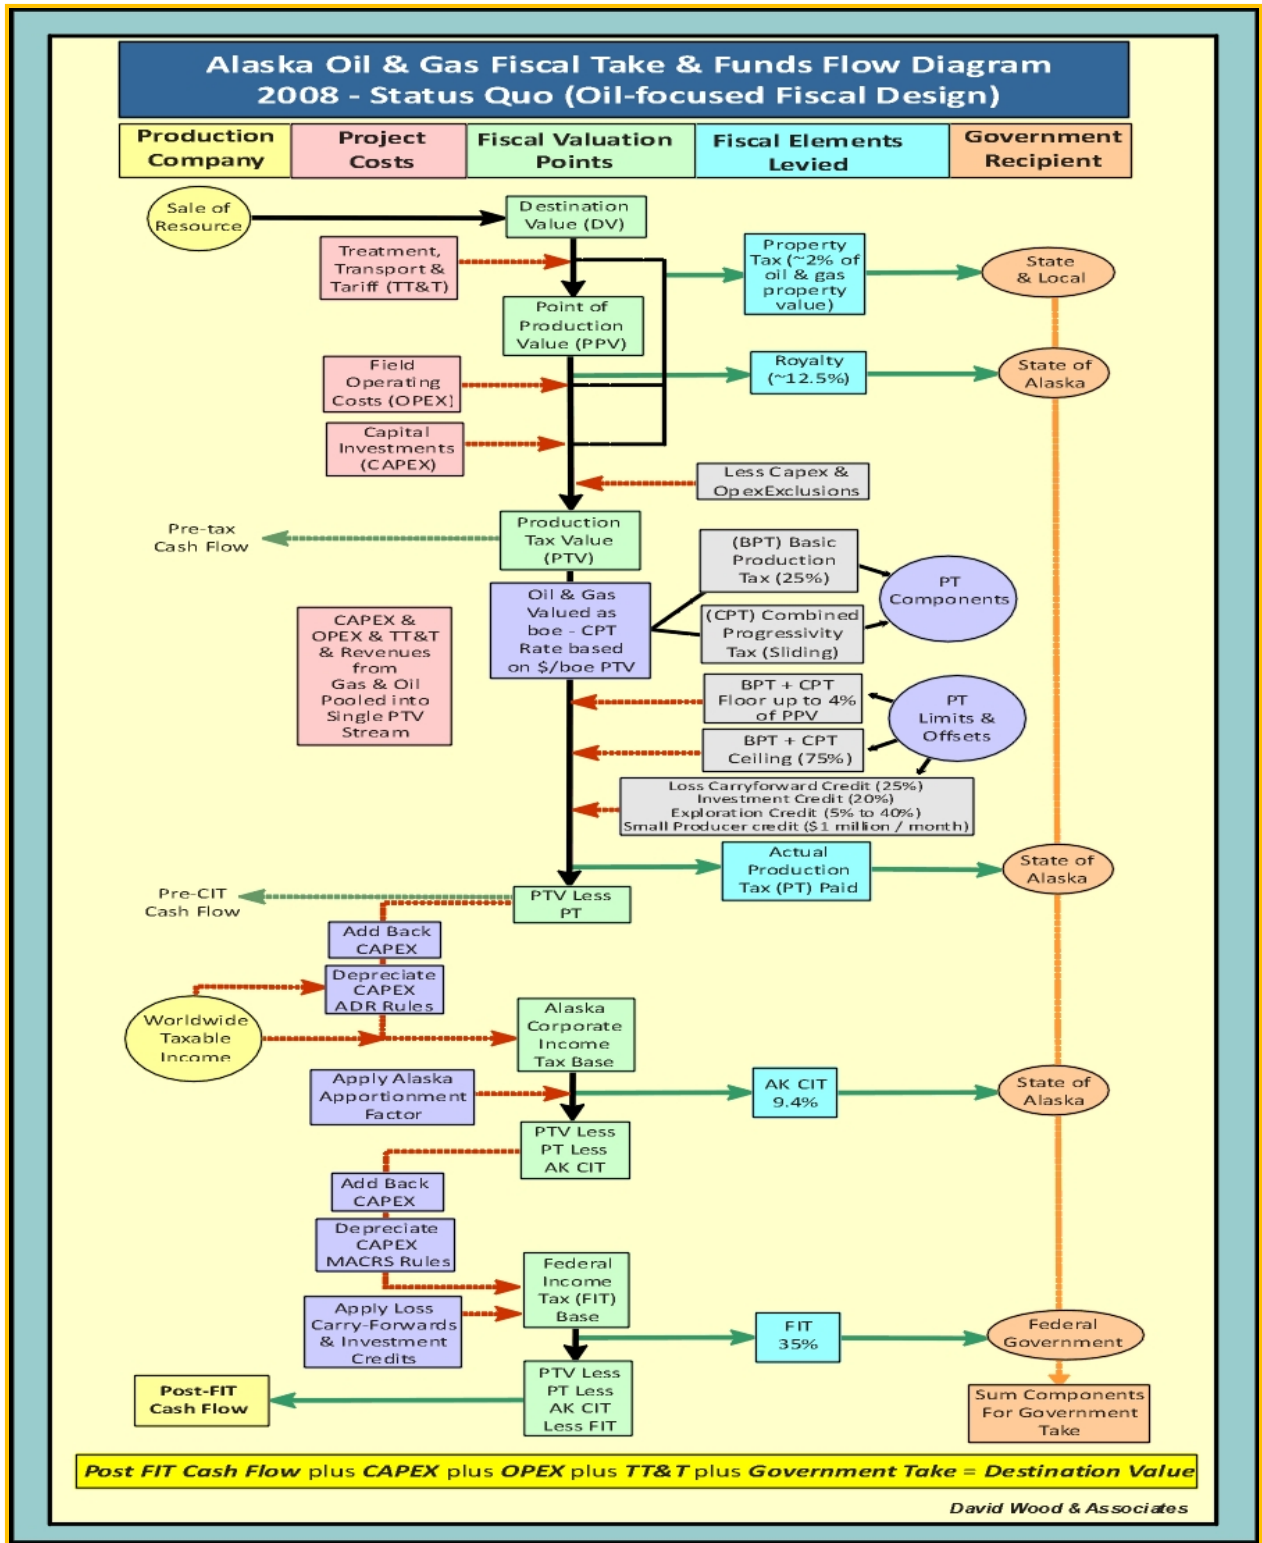 Alaska Oil & Gas Fiscal Take & Funds Flow Diagram
2008 - Status Quo (Oil-focused Fiscal Design)
Production
Company
Project
Costs
Fiscal Valuation
Points
Fiscal Elements
Levied
Government
Recipient
Sale of
Resource
Destination
Value (DV)
Treatment,
Transport &
Tariff (TT&T)
Property
Tax (~2% of
oil & gas
property
value)
State
& Local
Point of
Production
Value (PPV)
Field
Operating
Costs (OPEX)
Royalty
(~12.5%)
State of
Alaska
Capital
Investments
(CAPEX)
Less Capex &
OpexExclusions
Pre-tax
Cash Flow
Production
Tax Value
(PTV)
(BPT) Basic
Production
Tax (25%)
PT
Components
Oil & Gas
Valued as
boe - CPT
Rate based
on $/boe PTV
(CPT) Combined
Progressivity
Tax (Sliding)
CAPEX &
OPEX & TT&T
& Revenues
from
Gas & Oil
Pooled into
Single PTV
Stream
BPT + CPT
Floor up to 4%
of PPV
PT
Limits &
Offsets
BPT + CPT
Ceiling (75%)
Loss Carryforward Credit (25%)
Investment Credit (20%)
Exploration Credit (5% to 40%)
Small Producer credit ($1 million / month)
Actual
Production
Tax (PT) Paid
State of
Alaska
Pre-CIT
Cash Flow
PTV Less
PT
Add Back
CAPEX
Depreciate
CAPEX
ADR Rules
Worldwide
Taxable
Income
Alaska
Corporate
Income
Tax Base
Apply Alaska
Apportionment
Factor
AK CIT
9.4%
State of
Alaska
PTV Less
PT Less
AK CIT
Add Back
CAPEX
Depreciate
CAPEX
MACRS Rules
Federal
Income
Tax (FIT)
Base
Apply Loss
Carry-Forwards
& Investment
Credits
FIT
35%
Federal
Government
Post-FIT
Cash Flow
PTV Less
PT Less
AK CIT
Less FIT
Sum Components
For Government
Take
Post FIT Cash Flow plus CAPEX plus OPEX plus TT&T plus Government Take = Destination Value
David Wood & Associates